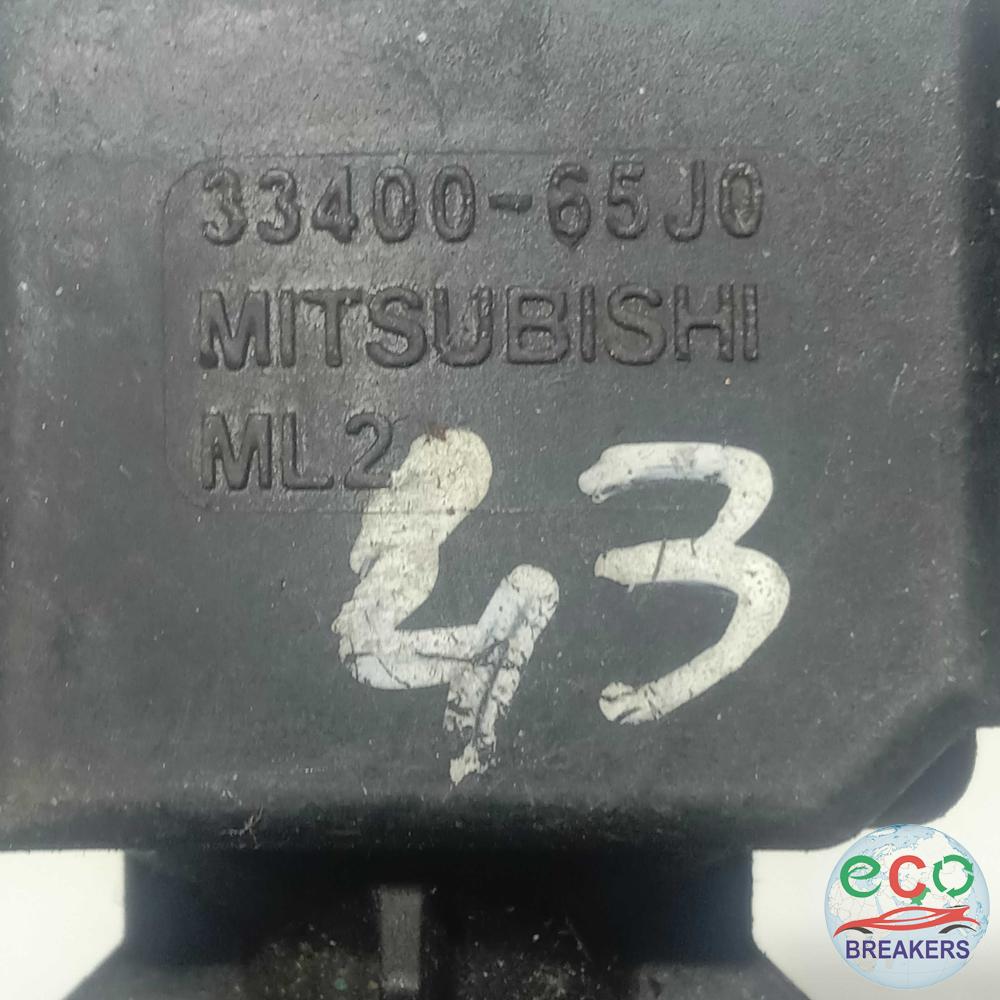 33400-65J0
MITSUBISHI
ML2
43
eco
BREAKERS